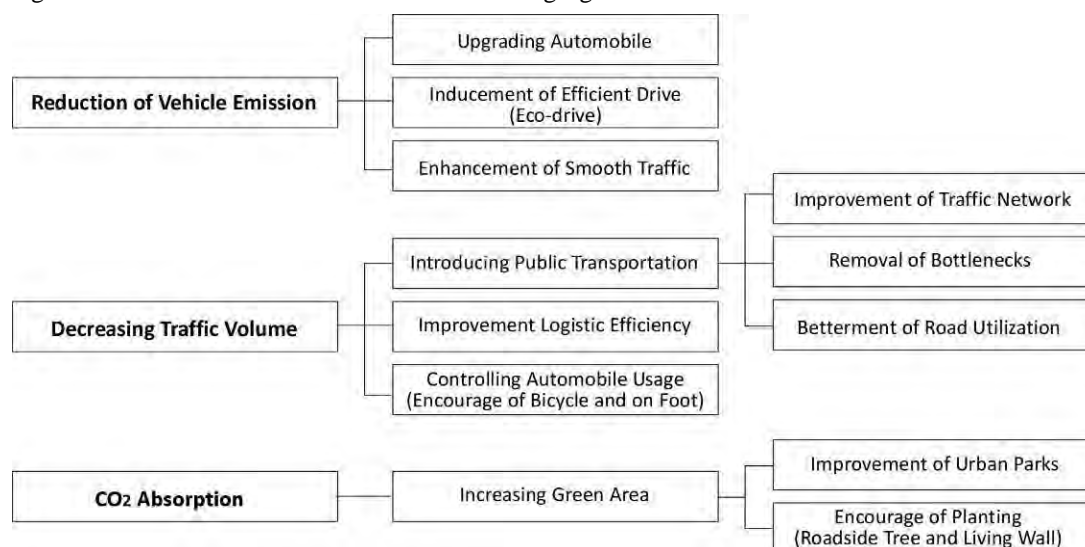 Upgrading Automobile
Reduction of Vehicle Emission
Inducement of Efficient Drive
(Eco-drive)
Enhancement of Smooth Traffic
Improvement of Traffic Network
Introducing Public Transportation
Removal of Bottlenecks
Decreasing Traffic Volume
Improvement Logistic Efficiency
Betterment of Road Utilization
Controlling Automobile Usage
(Encourage of Bicycle and on Foot)
Improvement of Urban Parks
CO2 Absorption
Increasing Green Area
Encourage of Planting
(Roadside Tree and Living Wall)